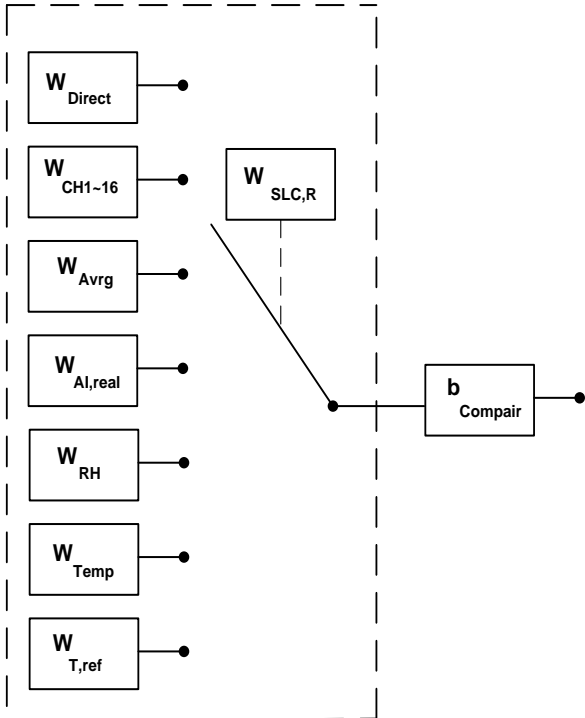 W Direct
W CH1~16
W SLC,R
W Avrg
W AI,real
b Compair
W RH
W Temp
W T,ref